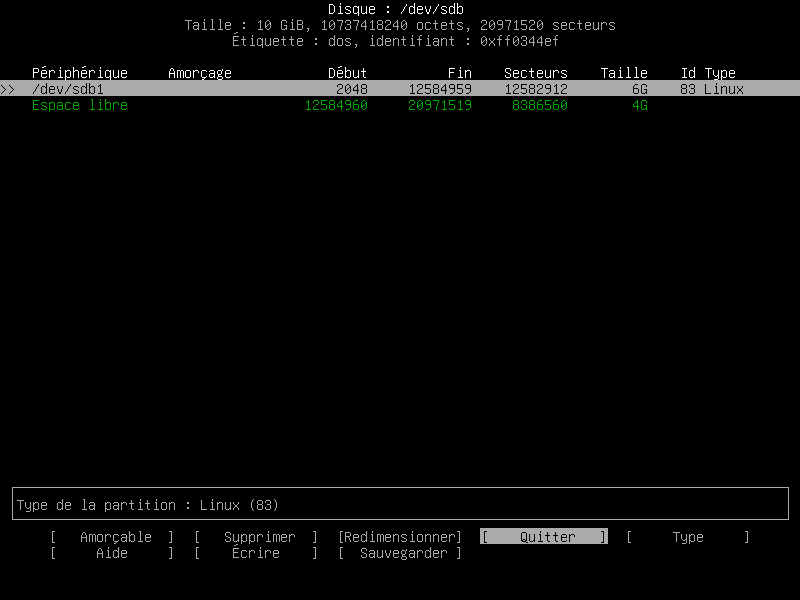 Disque : /dev/sdb
Taille : 10 GiB, 10737418240 octets, 20971520 secteurs
Étiquette : dos, identifiant : 0xff0344ef
Périphérique Amorçage Début Fin Secteurs Taille Id Type
>> /dev/sdb1 2048 12584959 12582912 6G 83 Linux
Espace libre 12584960 20971519 8386560 4G
Type de la partition : Linux (83)
[ Amorçable ] [ Supprimer ] [Redimensionner] [ Quitter ] [ Type ]
[ Aide ] [ Écrire ] [ Sauvegarder ]